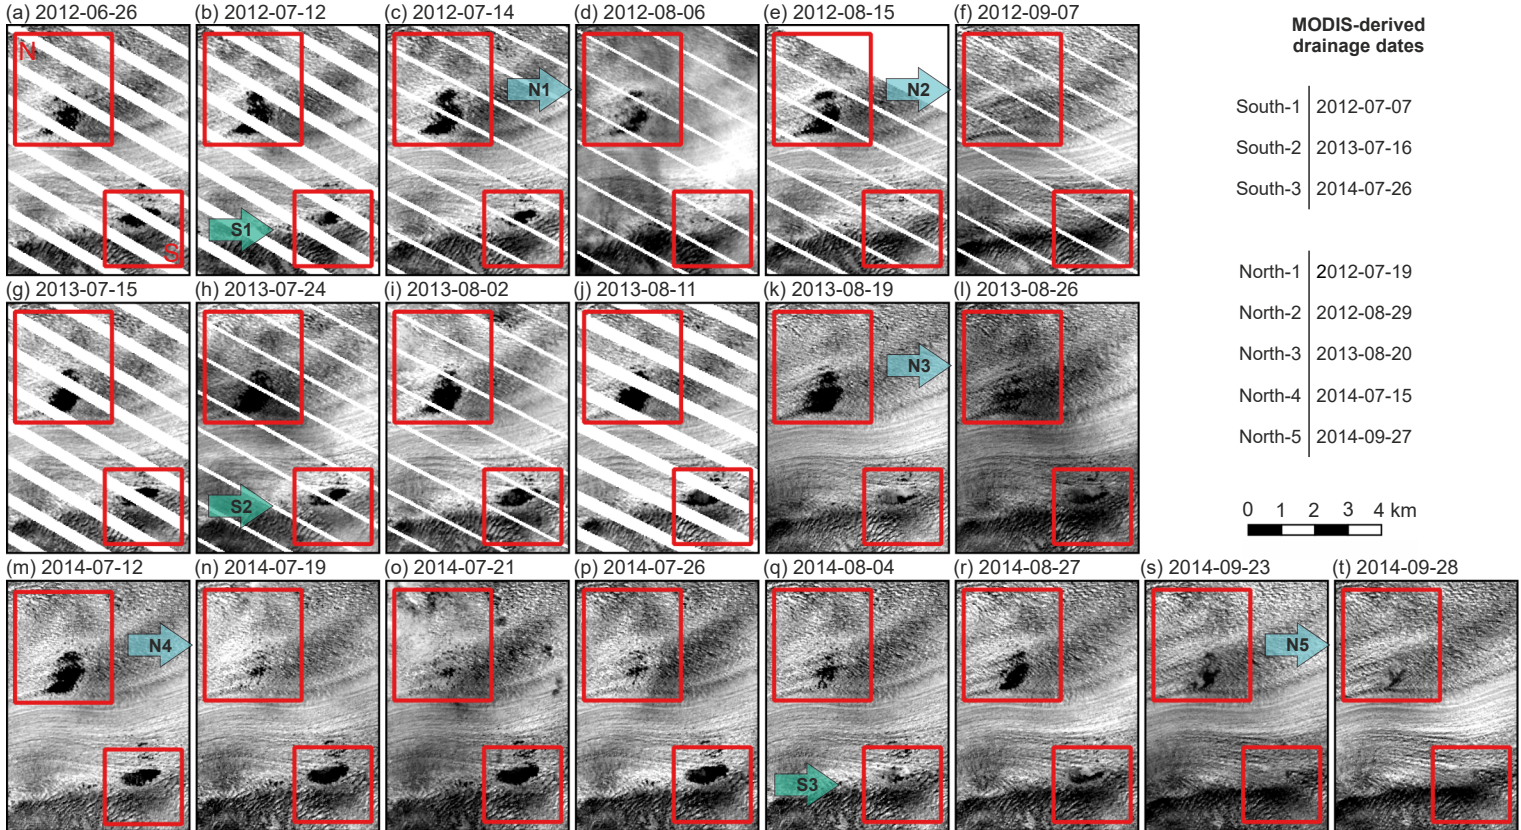 (a) 2012-06-26
(b) 2012-07-12
(c) 2012-07-14
(d) 2012-08-06
(e) 2012-08-15
(f) 2012-09-07
N
S
S1
N1
N2
(g) 2013-07-15
(h) 2013-07-24
(i) 2013-08-02
(j) 2013-08-11
(k) 2013-08-19
(l) 2013-08-26
S2
N3
(m) 2014-07-12
(n) 2014-07-19
(o) 2014-07-21
(p) 2014-07-26
(q) 2014-08-04
(r) 2014-08-27
(s) 2014-09-23
(t) 2014-09-28
N4
S3
N5
MODIS-derived
drainage dates
South-1 2012-07-07
South-2 2013-07-16
South-3 2014-07-26
North-1 2012-07-19
North-2 2012-08-29
North-3 2013-08-20
North-4 2014-07-15
North-5 2014-09-27
0 1 2 3 4 km